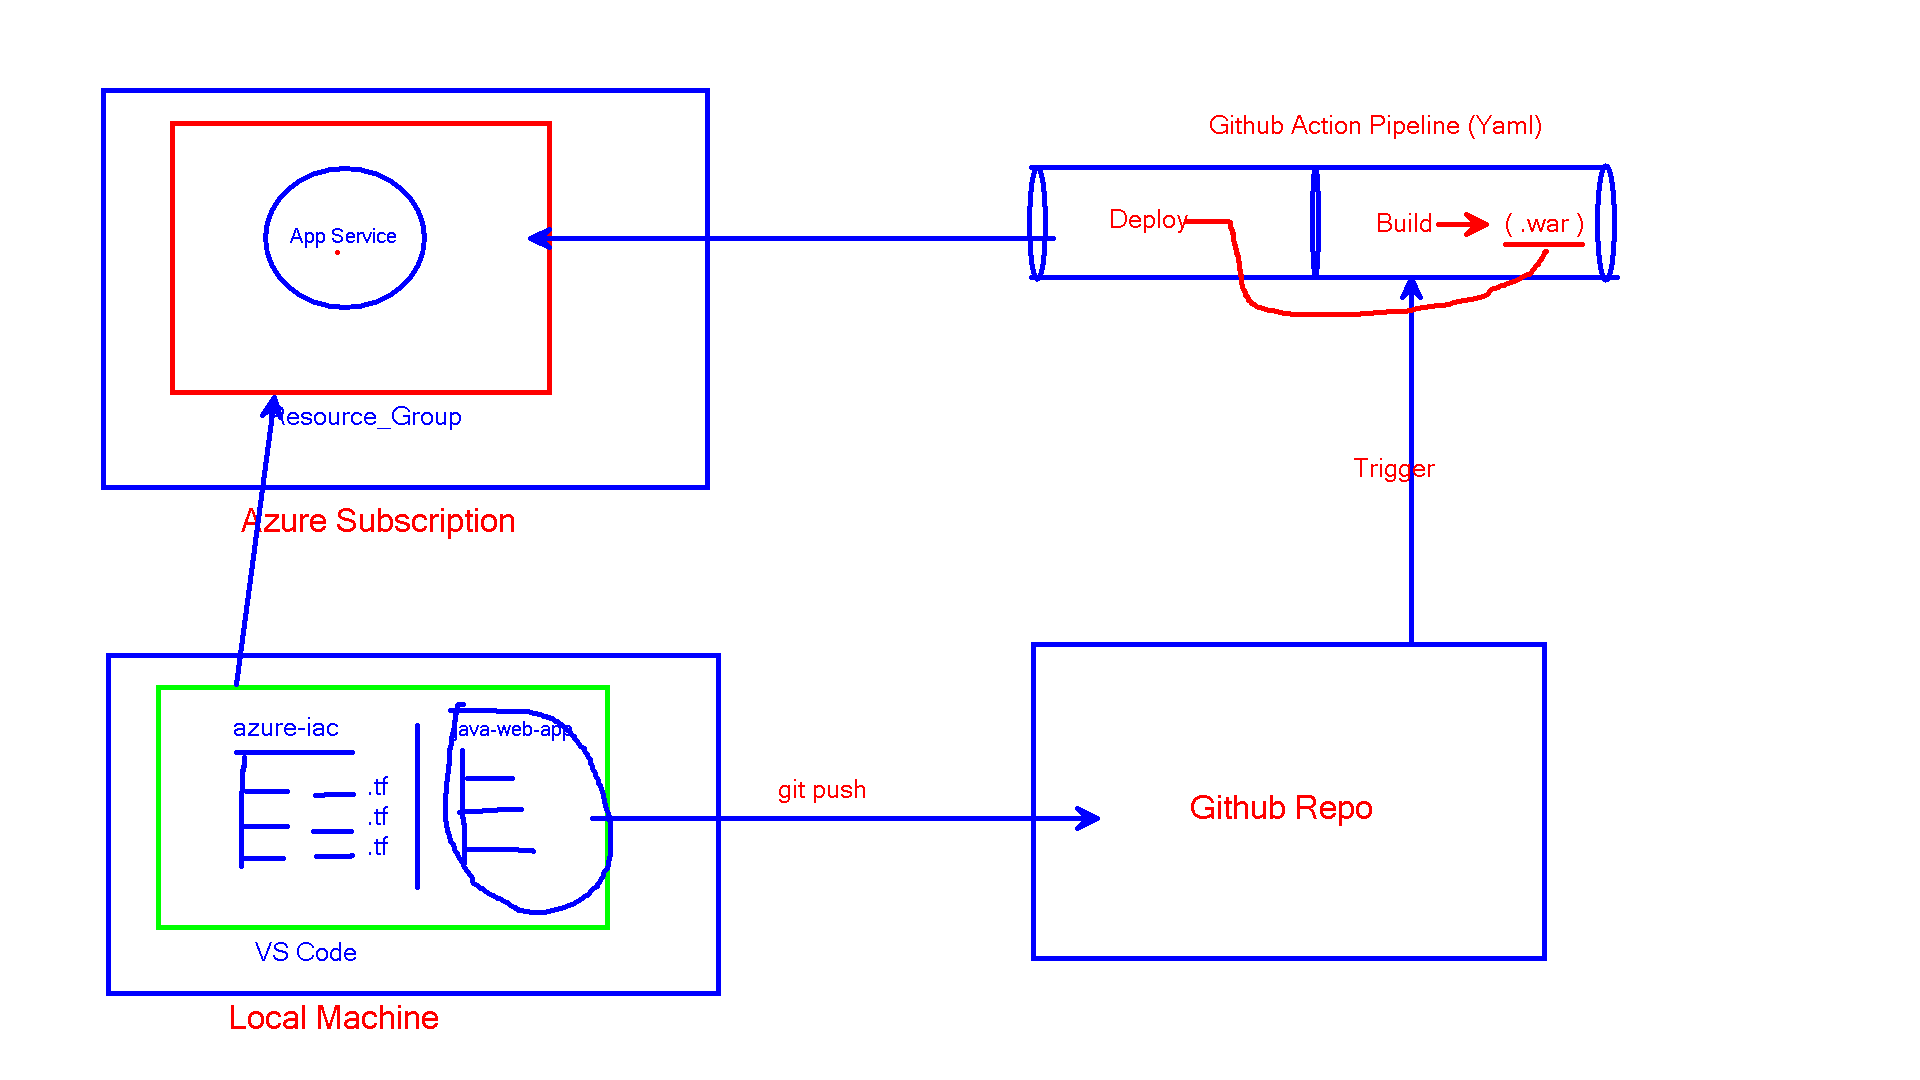 Github Action Pipeline (Yaml)
App Service
Deploy
Build
( .war )
Resource_Group
Trigger
Azure Subscription
azure-iac
java-web-app
.tf
.tf
.tf
git push
Github Repo
VS Code
Local Machine